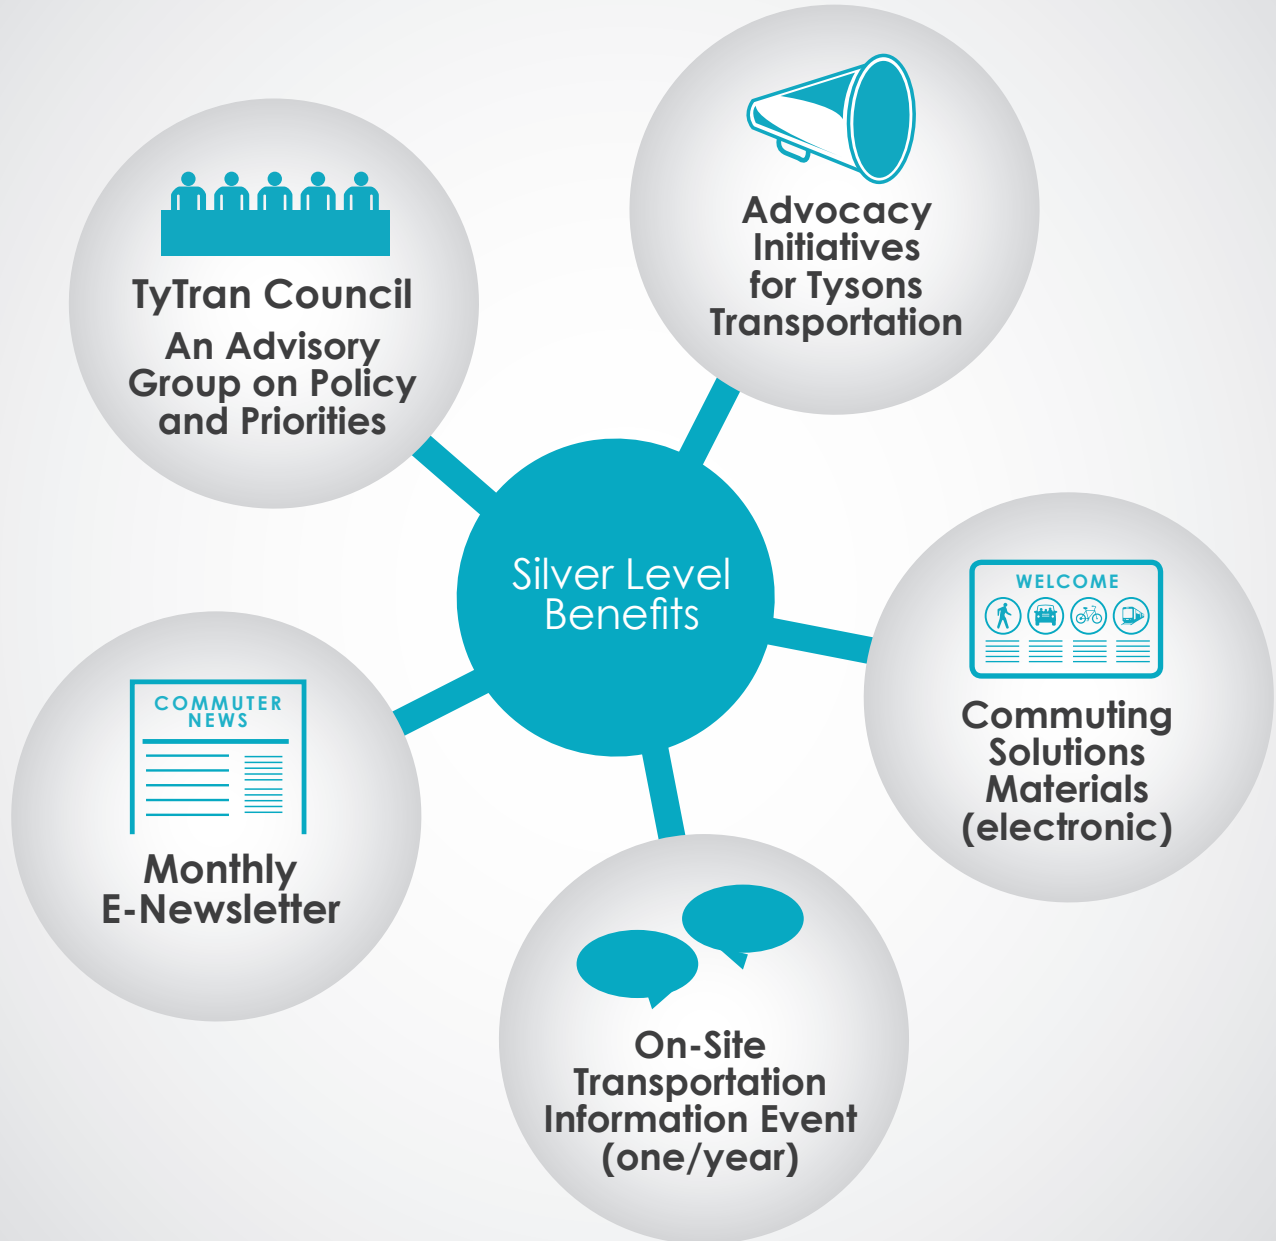 TyTran Council
An Advisory
Group on Policy
and Priorities
Advocacy
Initiatives
for Tysons
Transportation
Silver Level
Benefits
WELCOME
Commuting
Solutions
Materials
(electronic)
COMMUTER
NEWS
Monthly
E-Newsletter
On-Site
Transportation
Information Event
(one/year)